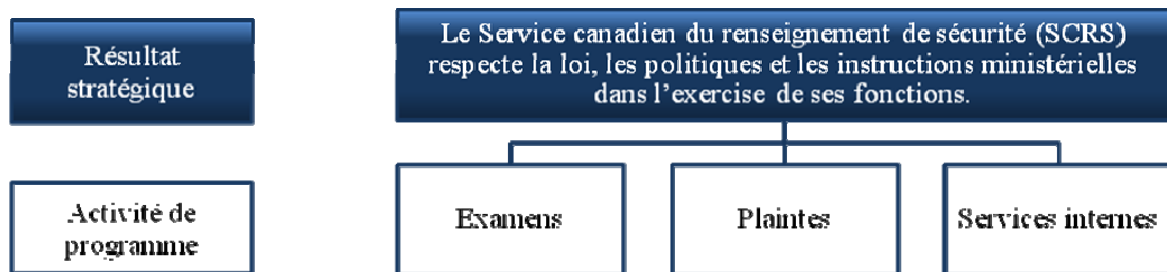 Résultat
stratégique
Le Service canadien du renseignement de sécurité (SCRS)
respecte la loi, les politiques et les instructions ministérielles
dans l’exercise de ses fonctions.
Activité de
programme
Examens
Plaintes
Services internes